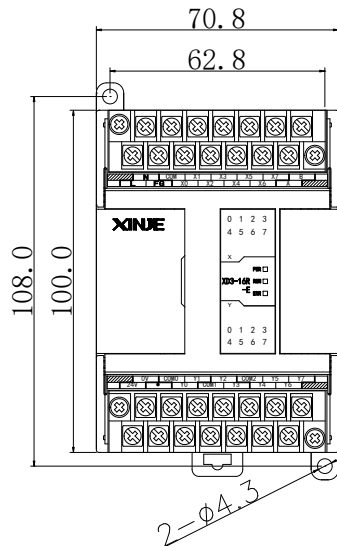 70.8
62.8
108.0
100.0
N COM X1 X3 X5 X7 B
L FG X0 X2 X4 X6 A
XINJE
0 1 2 3
4 5 6 7
X
PWR
XD3-16R RUN
-E ERR
Y
0 1 2 3
4 5 6 7
0V COM0 Y1 Y2 COM2 Y5 Y7
24V • Y0 COM1 Y3 Y4 Y6
2-φ4.3